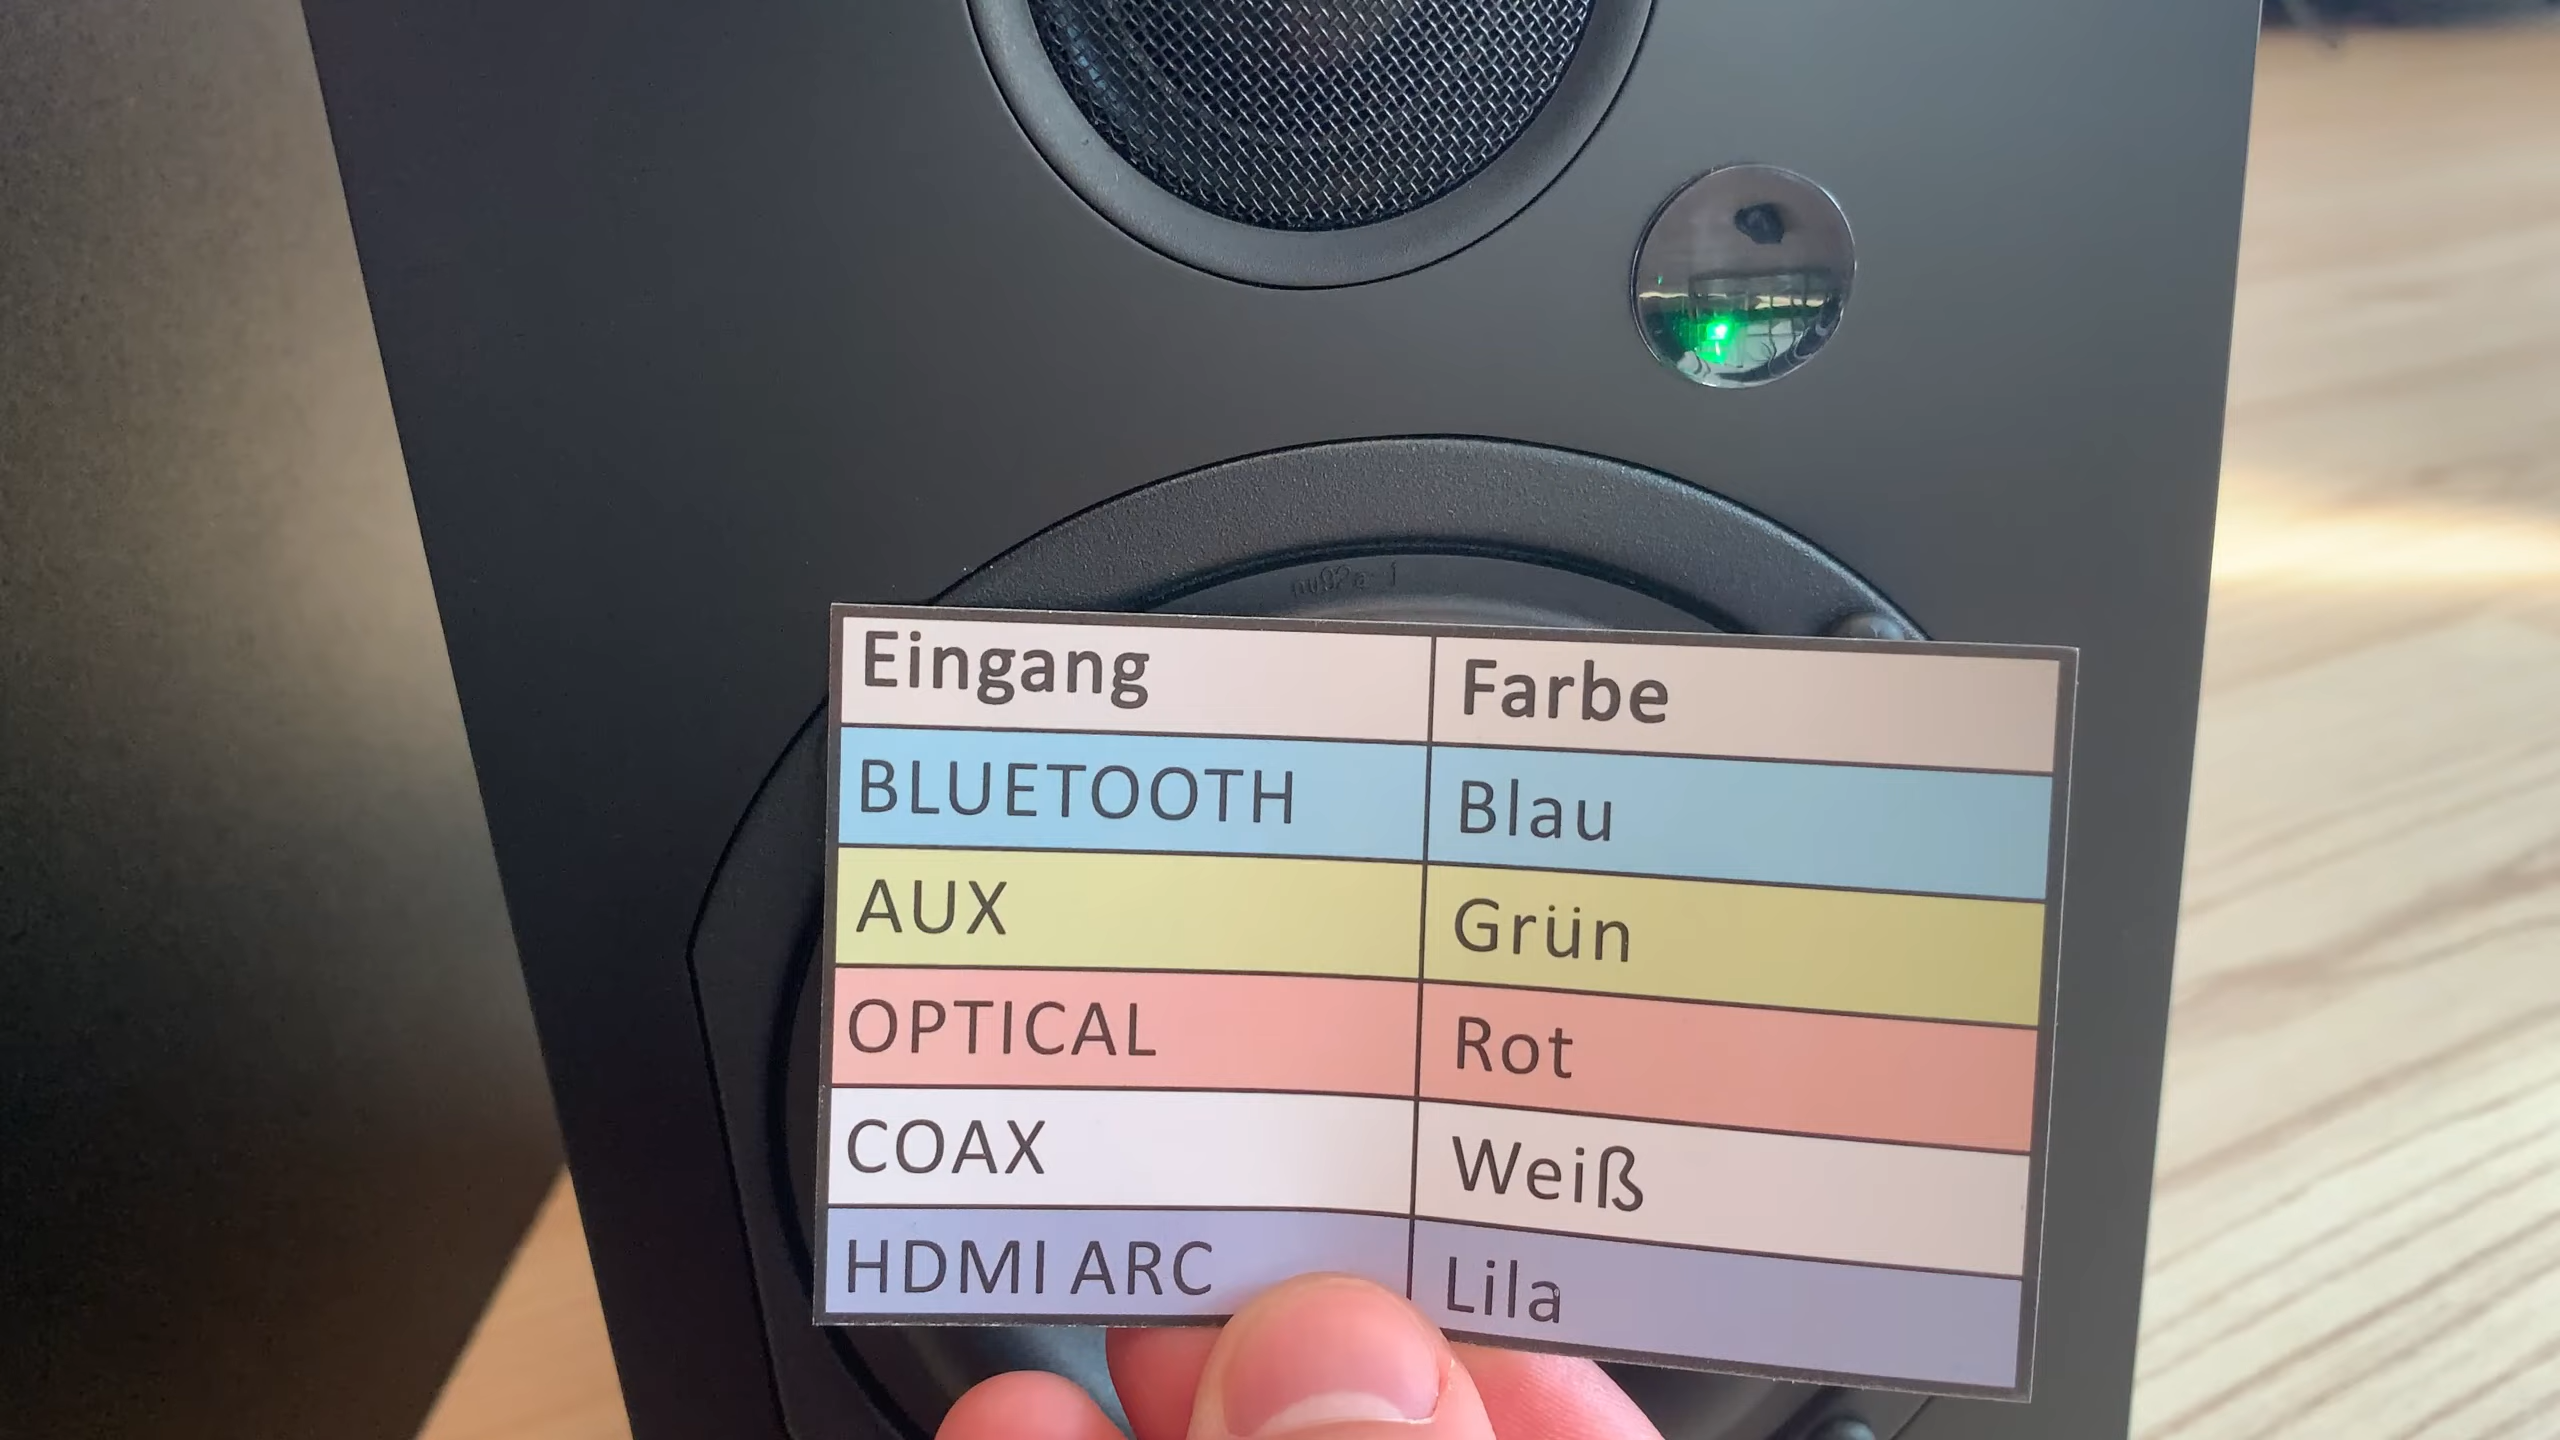 Eingang Farbe
BLUETOOTH Blau
AUX Grün
OPTICAL Rot
COAX Weiß
HDMI ARC Lila